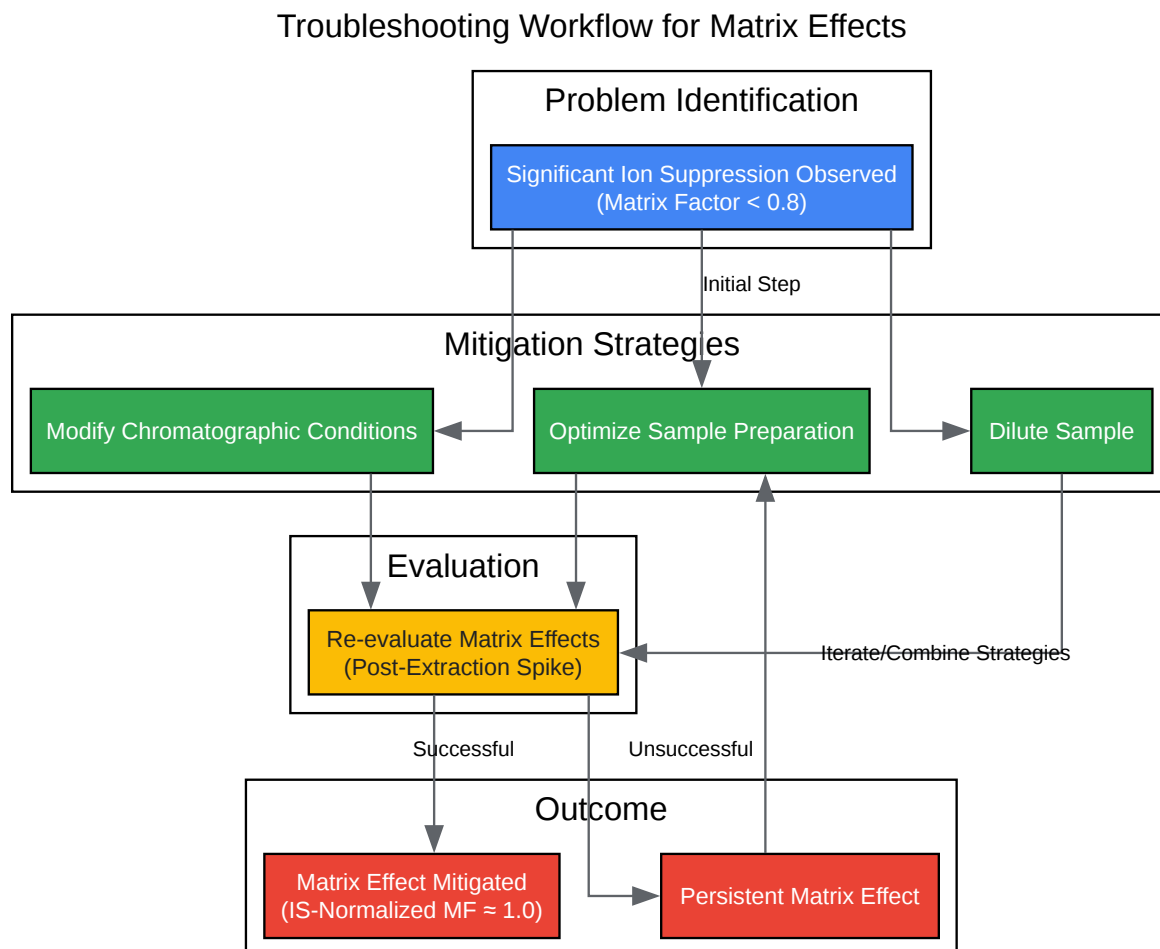 Troubleshooting Workflow for Matrix Effects
Problem Identification
Significant Ion Suppression Observed
(Matrix Factor < 0.8)
Initial Step
Mitigation Strategies
Modify Chromatographic Conditions
Optimize Sample Preparation
Dilute Sample
Evaluation
Re-evaluate Matrix Effects
(Post-Extraction Spike)
Iterate/Combine Strategies
Successful
Unsuccessful
Outcome
Matrix Effect Mitigated
(IS-Normalized MF ≈ 1.0)
Persistent Matrix Effect